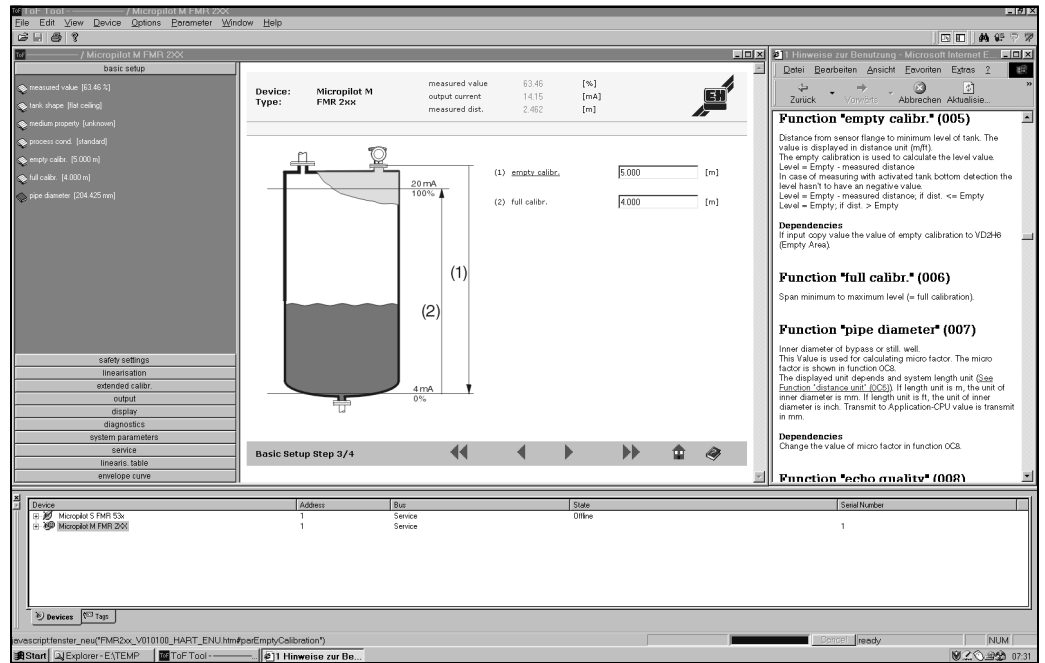 ToF Tool - / Micropilot M FMR 2XX
File Edit View Device Options Parameter Window Help
/ Micropilot M FMR 2XX
basic setup
measured value [63.46 %]
tank shape [flat ceiling]
medium property [unknown]
process cond. [standard]
empty calibr. [5.000 m]
full calibr. [4.000 m]
pipe diameter [204.425 mm]
safety settings
linearisation
extended calibr.
output
display
diagnostics
system parameters
service
linearis. table
envelope curve
Device: Micropilot M
Type: FMR 2xx
measured value 63.46 [%]
output current 14.15 [mA]
measured dist. 2.462 [m]
EH
20 mA
100%
(1)
(2)
4 mA
0%
(1) empty calibr. 5.000 [m]
(2) full calibr. 4.000 [m]
Basic Setup Step 3/4
1 Hinweise zur Benutzung - Microsoft Internet E...
Datei Bearbeiten Ansicht Favoriten Extras ?
Zurück Vorwärts Abbrechen Aktualisie...
Function "empty calibr." (005)
Distance from sensor flange to minimum level of tank. The
value is displayed in distance unit (m/ft).
The empty calibration is used to calculate the level value.
Level = Empty - measured distance
In case of measuring with activated tank bottom detection the
level hasn't to have an negative value.
Level = Empty - measured distance; if dist. <= Empty
Level = Empty; if dist. > Empty
Dependencies
If input copy value the value of empty calibration to VD2H6
(Empty Area).
Function "full calibr." (006)
Span minimum to maximum level (= full calibration).
Function "pipe diameter" (007)
Inner diameter of bypass or still. well.
This Value is used for calculating micro factor. The micro
factor is shown in function 0C8.
The displayed unit depends and system length unit (See
Function "distance unit" (0C5)). If length unit is m, the unit of
inner diameter is mm. If length unit is ft, the unit of inner
diameter is inch. Transmit to Application-CPU value is transmit
in mm.
Dependencies
Change the value of micro factor in function 0C8.
Function "echo quality" (008)
Device Address Bus State Serial Number
Micropilot S FMR 53x 1 Service Offline
Micropilot M FMR 2XX 1 Service 1
Devices Tags
javascript:fenster_neu("FMR2xx_V010100_HART_ENU.htm#parEmptyCalibration")
Cancel ready NUM
Start Explorer - E:\TEMP ToF Tool - ... 1 Hinweise zur Be... 07:31